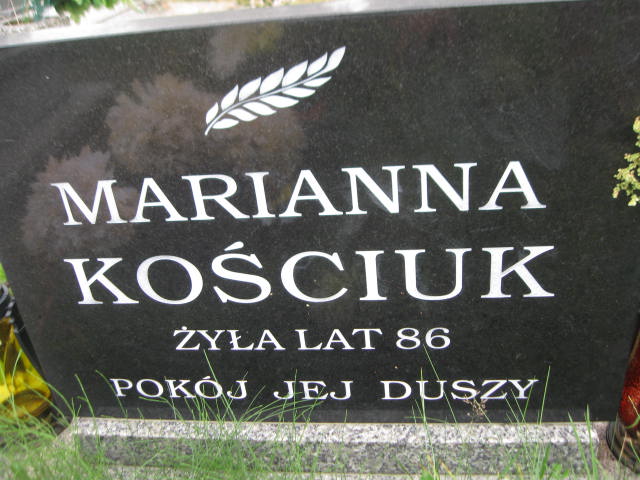 MARIANNA
KOŚCIUK
ŻYŁA LAT 86
POKÓJ JEJ DUSZY